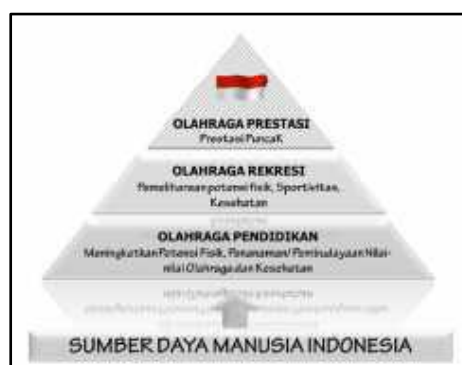 OLAHRAGA PRESTASI
Prestasi Puncak
OLAHRAGA REKRESI
Pemeliharaan potensi fisik, Sportivitas,
Kesehatan
OLAHRAGA PENDIDIKAN
Meningkatkan Potensi Fisik, Penanaman/ Pembudayaan Nilai-
nilai Olahraga dan Kesehatan
SUMBER DAYA MANUSIA INDONESIA